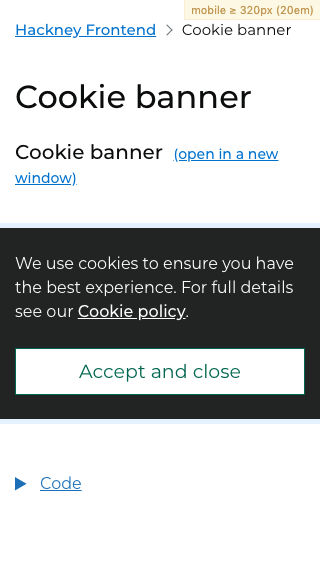 mobile ≥ 320px (20em)
Hackney Frontend > Cookie banner
Cookie banner
Cookie banner (open in a new
window)
We use cookies to ensure you have
the best experience. For full details
see our Cookie policy.
Accept and close
Code